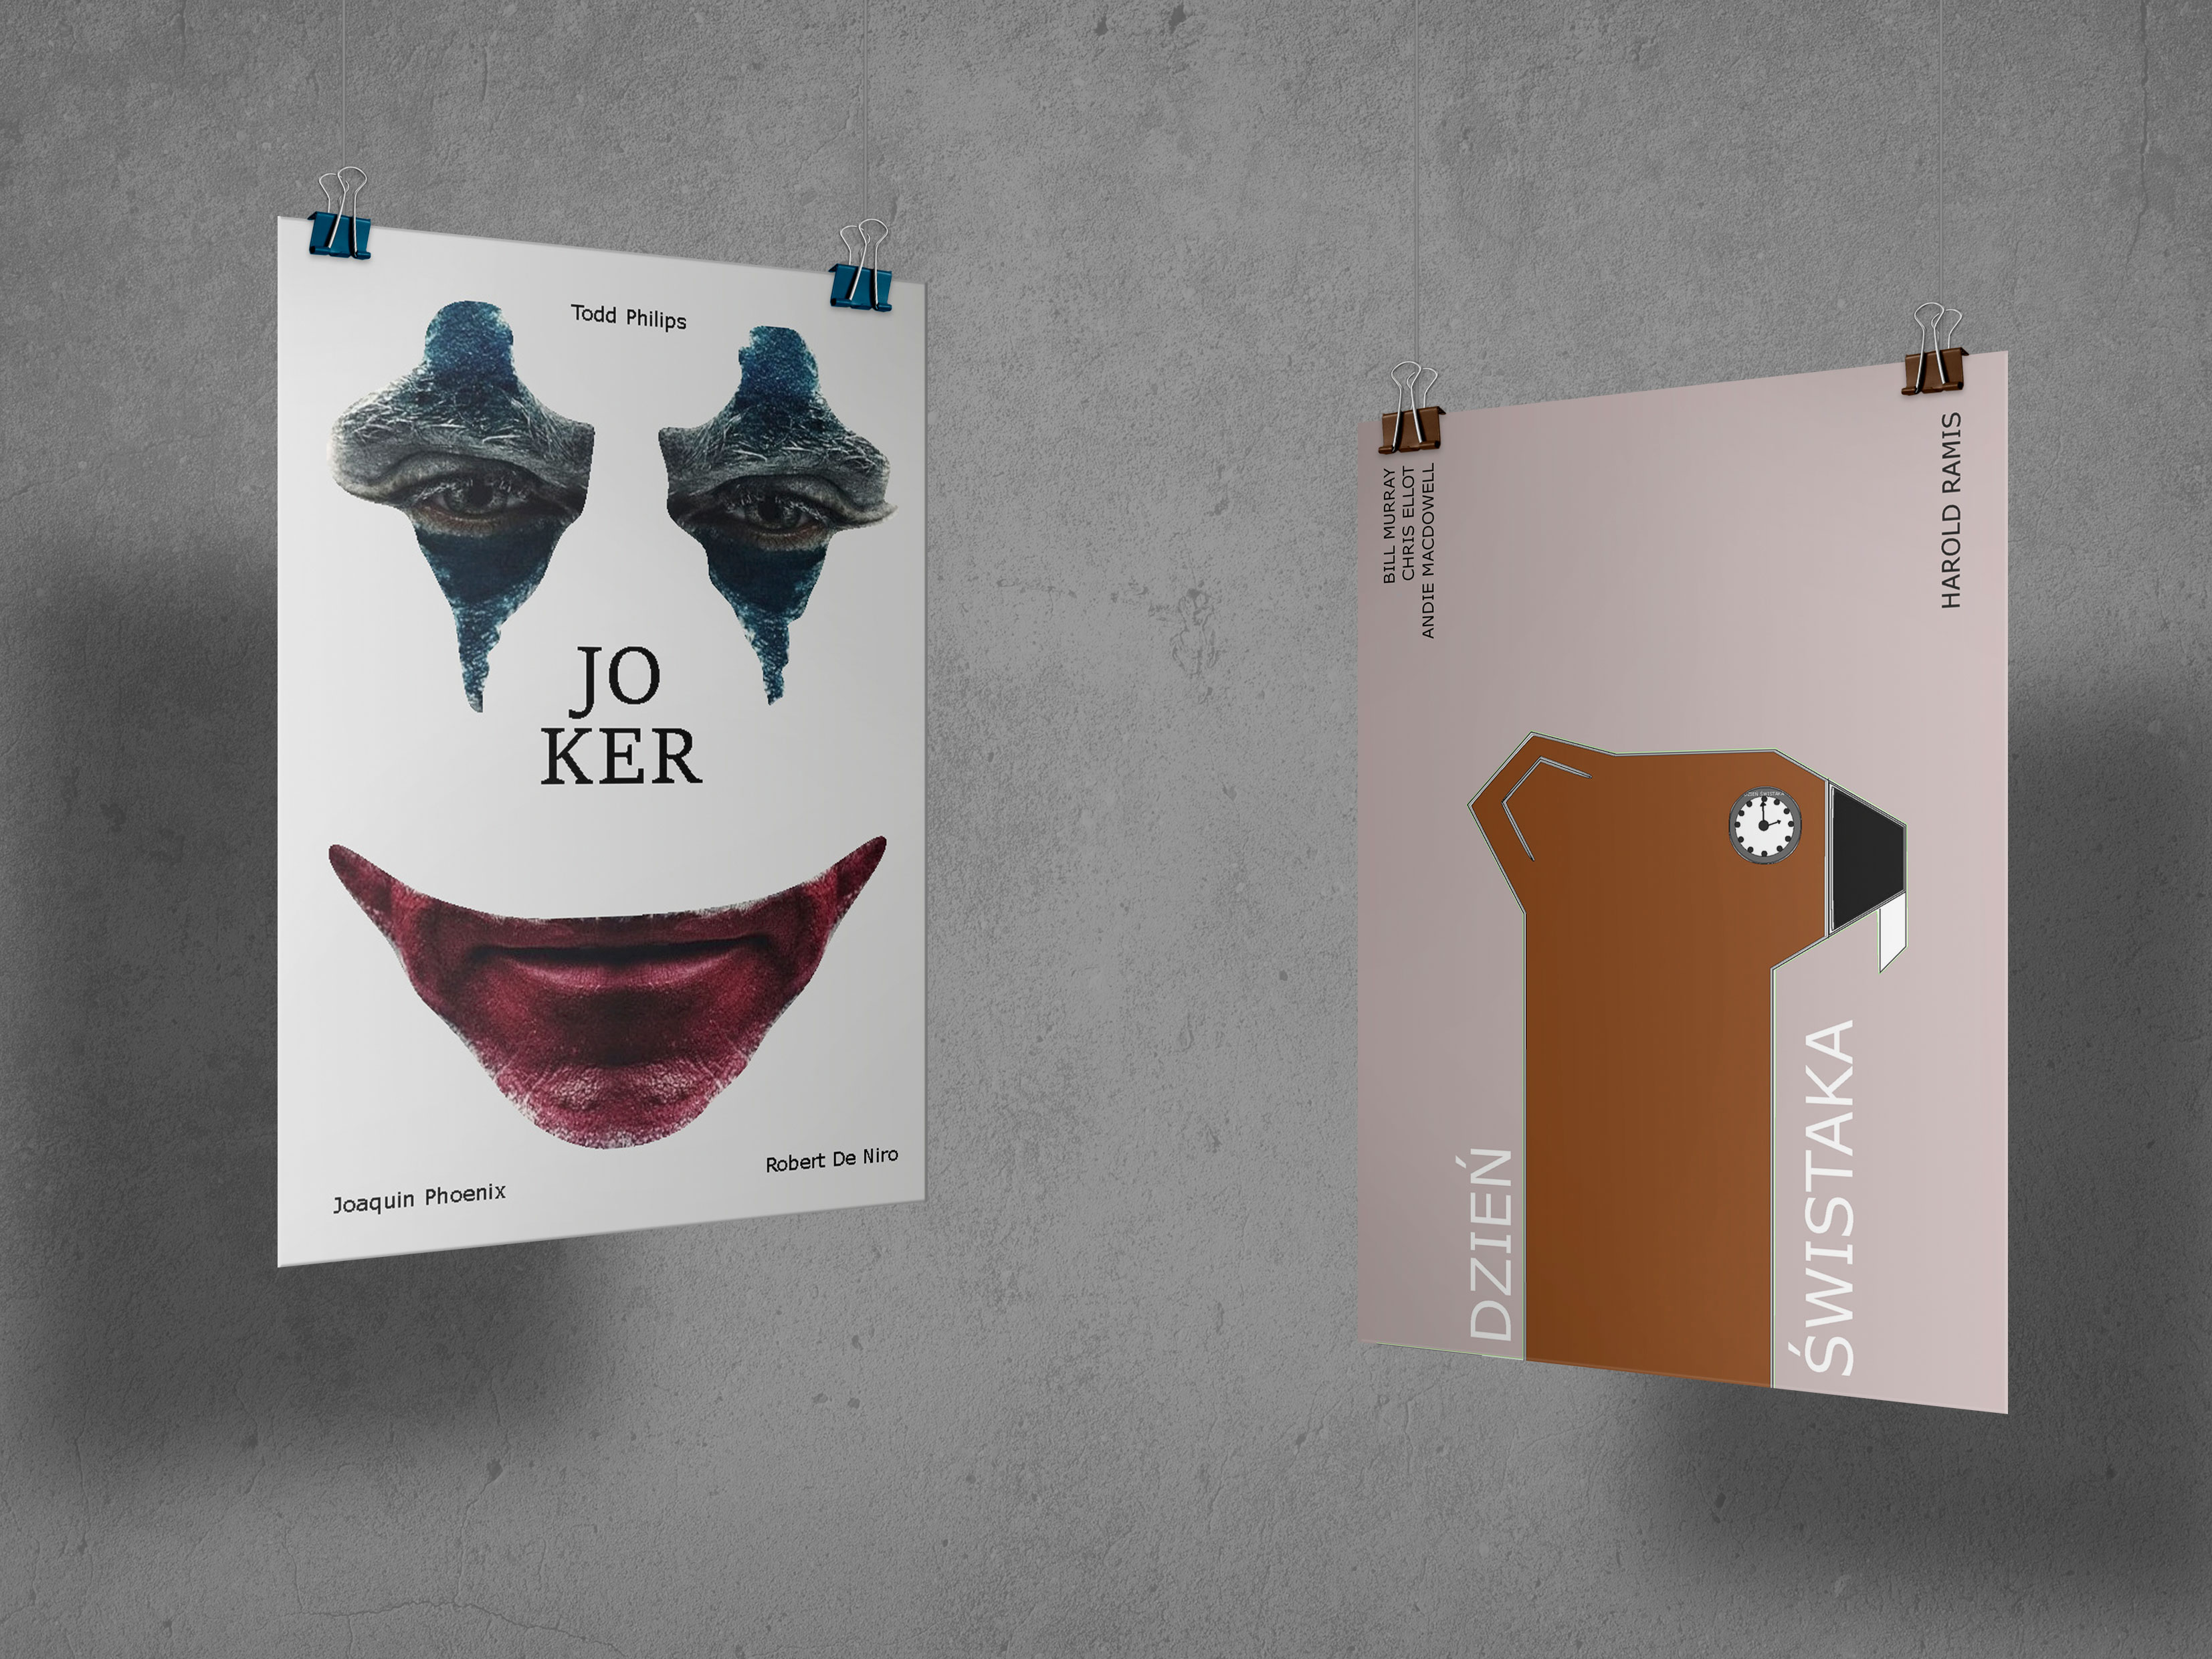 Todd Philips
JO
KER
Robert De Niro
Joaquin Phoenix
BILL MURRAY
CHRIS ELLOT
ANDIE MACDOWELL
HAROLD RAMIS
DZIEŃ
ŚWISTAKA